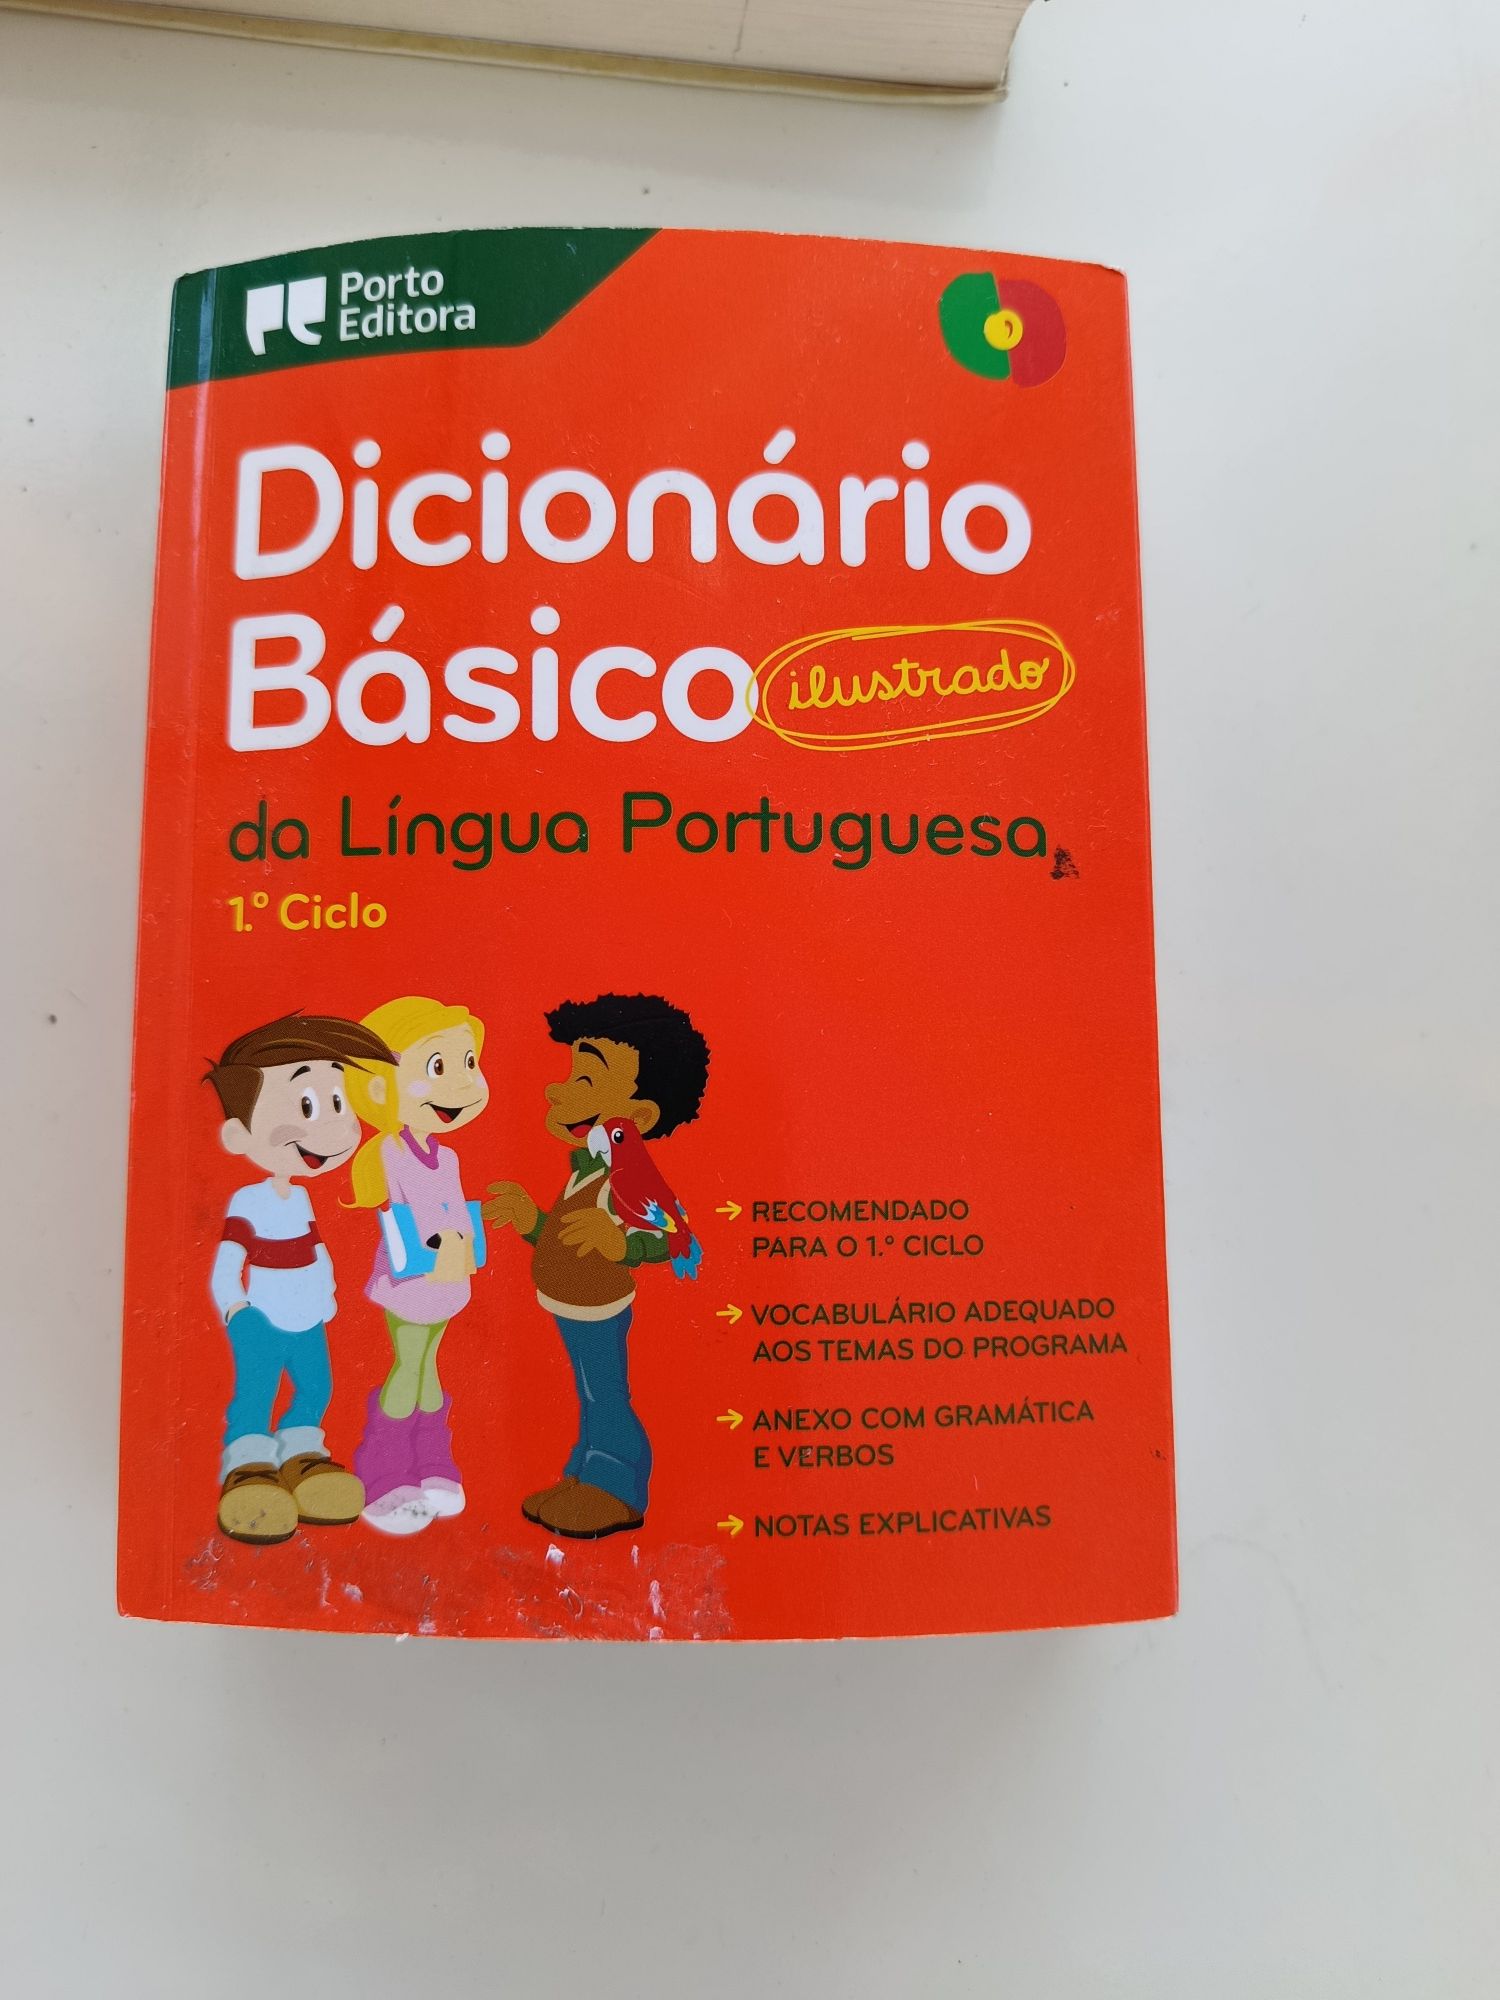 Porto
Editora
Dicionário
Básico ilustrado
da Língua Portuguesa
1.º Ciclo
→ RECOMENDADO
PARA O 1.º CICLO
→ VOCABULÁRIO ADEQUADO
AOS TEMAS DO PROGRAMA
→ ANEXO COM GRAMÁTICA
E VERBOS
→ NOTAS EXPLICATIVAS